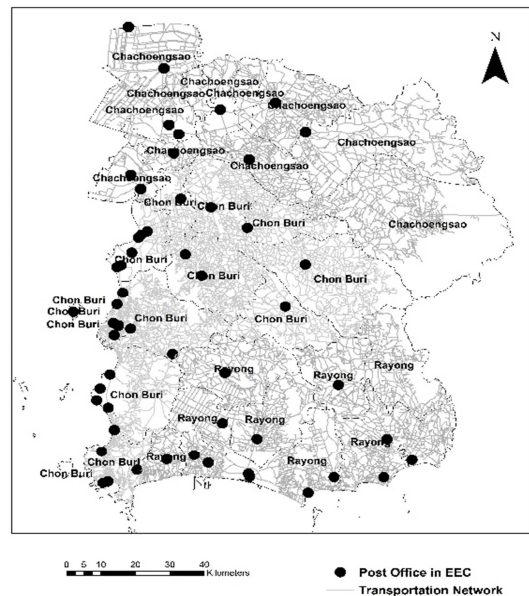 N
Chachoengsao
Chachoengsao
Chachoengsao Chachoengsao
Chachoengsao
Chachoengsao
Chachoengsao
Chachoengsao
Chachoengsao
Chachoengsao
Chachoengsao
Chon Buri
Chon Buri
Chon Buri
Chon Buri
Chon Buri
Chon Buri
Chon Buri
Chon Buri
Chon Buri
Chon Buri
Chon Buri
Chon Buri
Rayong
Rayong
Rayong
Rayong
Rayong
Rayong
Rayong
Chon Buri
Chon Buri
Post Office in EEC
Transportation Network
0 5 10 20 30 40
Kilometers